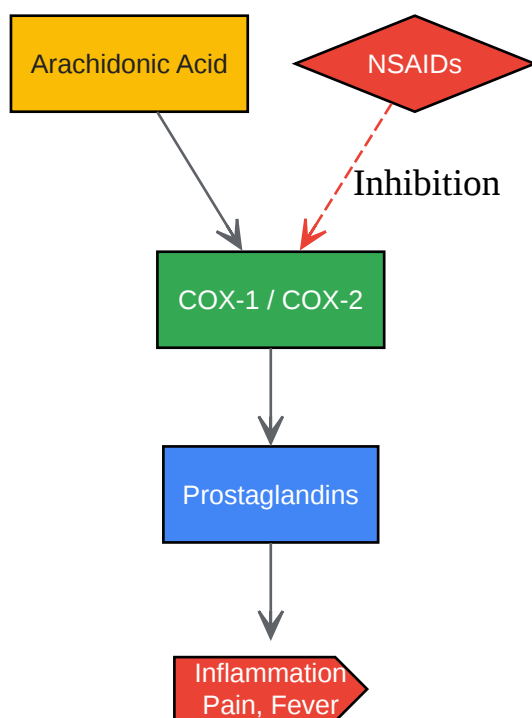 Arachidonic Acid
NSAIDs
Inhibition
COX-1 / COX-2
Prostaglandins
Inflammation
Pain, Fever